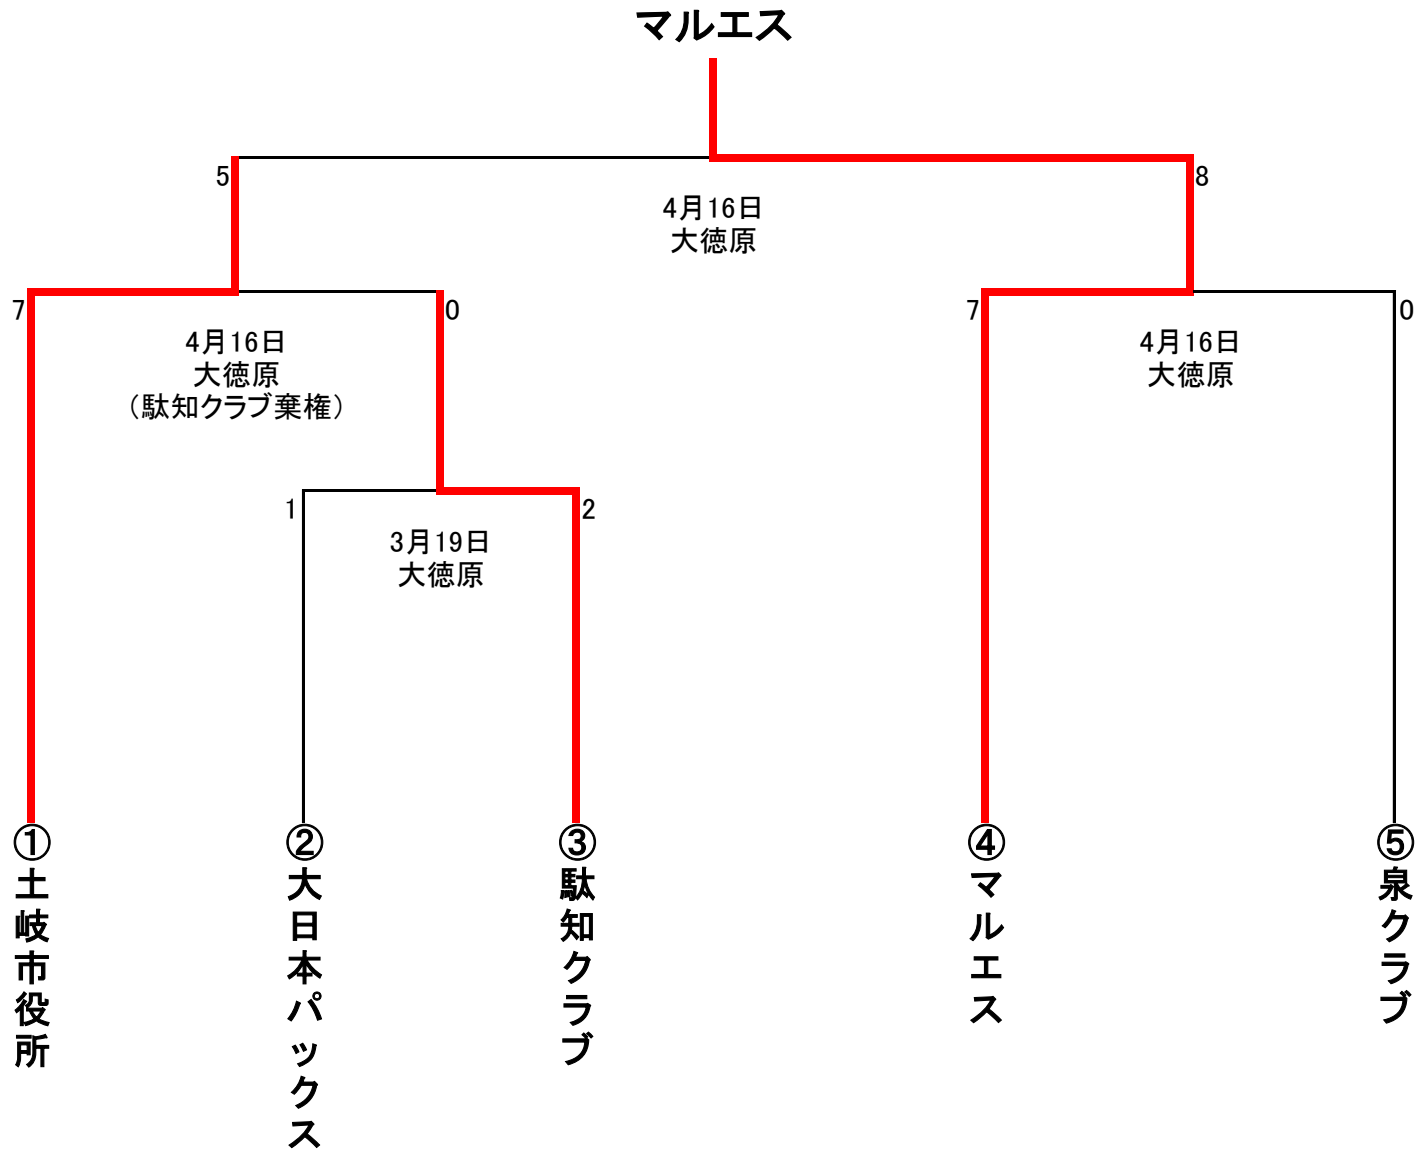 マルエス
5
8
4月16日
大徳原
7
0
7
0
4月16日
大徳原
（駄知クラブ棄権）
4月16日
大徳原
1
2
3月19日
大徳原
①土岐市役所
②大日本パックス
③駄知クラブ
④マルエス
⑤泉クラブ